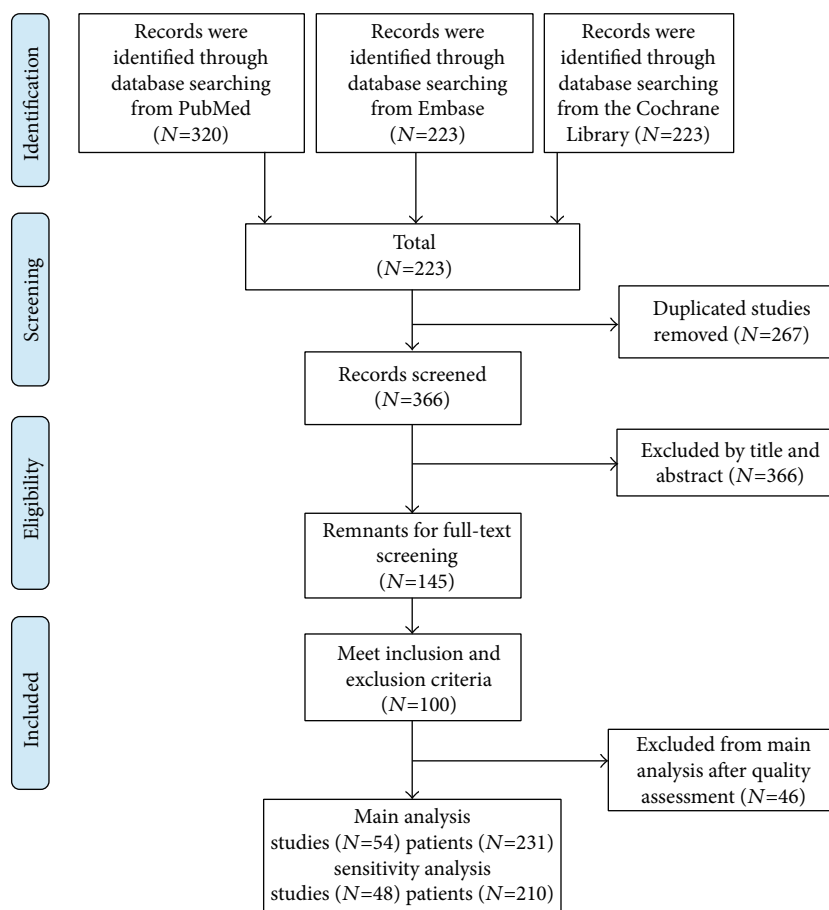 Identification
Records were
identified through
database searching
from PubMed
(N=320)
Records were
identified through
database searching
from Embase
(N=223)
Records were
identified through
database searching
from the Cochrane
Library (N=223)
Screening
Total
(N=223)
Duplicated studies
removed (N=267)
Records screened
(N=366)
Eligibility
Excluded by title and
abstract (N=366)
Remnants for full-text
screening
(N=145)
Included
Meet inclusion and
exclusion criteria
(N=100)
Excluded from main
analysis after quality
assessment (N=46)
Main analysis
studies (N=54) patients (N=231)
sensitivity analysis
studies (N=48) patients (N=210)